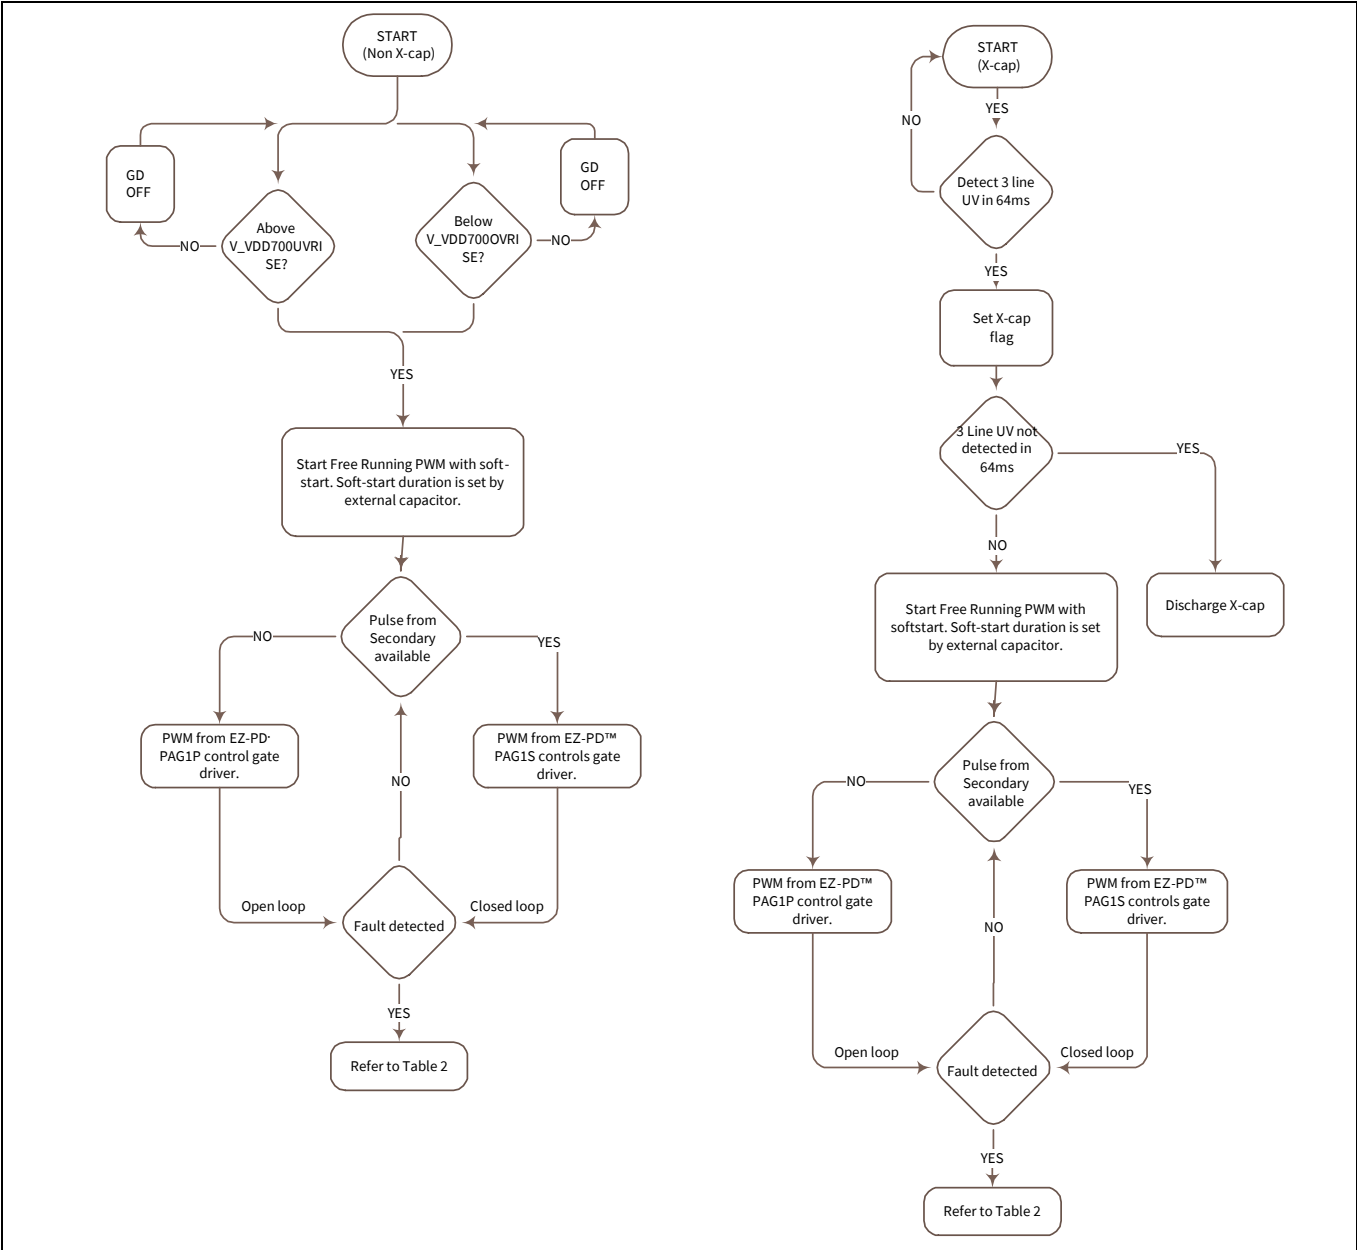 START
(Non X-cap)
GD
OFF
GD
OFF
Above
V_VDD700UVRI
SE?
NO
Below
V_VDD700OVRI
SE?
NO
YES
Start Free Running PWM with soft-
start. Soft-start duration is set by
external capacitor.
Pulse from
Secondary
available
NO
YES
PWM from EZ-PD™
PAG1P control gate
driver.
PWM from EZ-PD™
PAG1S controls gate
driver.
NO
Open loop
Closed loop
Fault detected
YES
Refer to Table 2
START
(X-cap)
YES
NO
Detect 3 line
UV in 64ms
YES
Set X-cap
flag
3 Line UV not
detected in
64ms
YES
NO
Start Free Running PWM with
softstart. Soft-start duration is set
by external capacitor.
Discharge X-cap
Pulse from
Secondary
available
NO
YES
PWM from EZ-PD™
PAG1P control gate
driver.
PWM from EZ-PD™
PAG1S controls gate
driver.
NO
Open loop
Closed loop
Fault detected
YES
Refer to Table 2